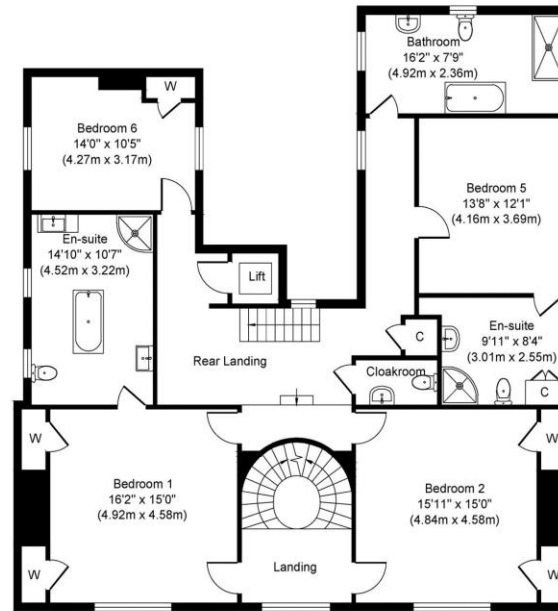 Bathroom
16'2" x 7'9"
(4.92m x 2.36m)
W
Bedroom 6
14'0" x 10'5"
(4.27m x 3.17m)
Bedroom 5
13'8" x 12'1"
(4.16m x 3.69m)
En-suite
14'10" x 10'7"
(4.52m x 3.22m)
Lift
En-suite
9'11" x 8'4"
(3.01m x 2.55m)
C
Rear Landing
Cloakroom
C
W
W
Bedroom 1
16'2" x 15'0"
(4.92m x 4.58m)
Bedroom 2
15'11" x 15'0"
(4.84m x 4.58m)
Landing
W
W